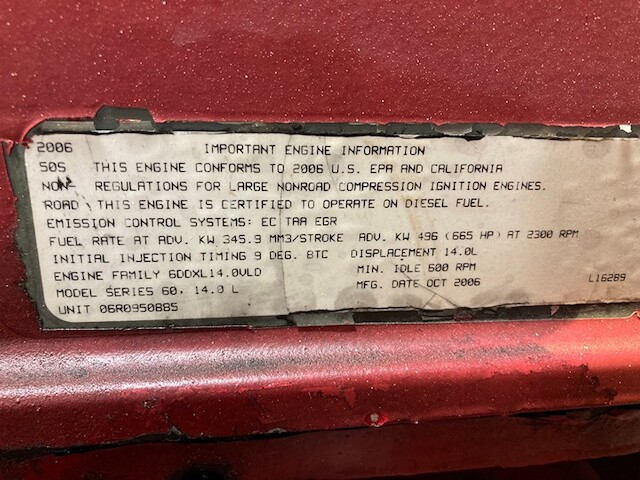 2006 IMPORTANT ENGINE INFORMATION
50S THIS ENGINE CONFORMS TO 2006 U.S. EPA AND CALIFORNIA
NON- REGULATIONS FOR LARGE NONROAD COMPRESSION IGNITION ENGINES.
ROAD THIS ENGINE IS CERTIFIED TO OPERATE ON DIESEL FUEL.
EMISSION CONTROL SYSTEMS: EC TAA EGR
FUEL RATE AT ADV. KW 345.9 MM3/STROKE ADV. KW 496 (665 HP) AT 2300 RPM
INITIAL INJECTION TIMING 9 DEG. BTC DISPLACEMENT 14.0L
ENGINE FAMILY 6DDXL14.0VLD MIN. IDLE 600 RPM
MODEL SERIES 60, 14.0 L MFG. DATE OCT 2006 L16289
UNIT 06R0950885